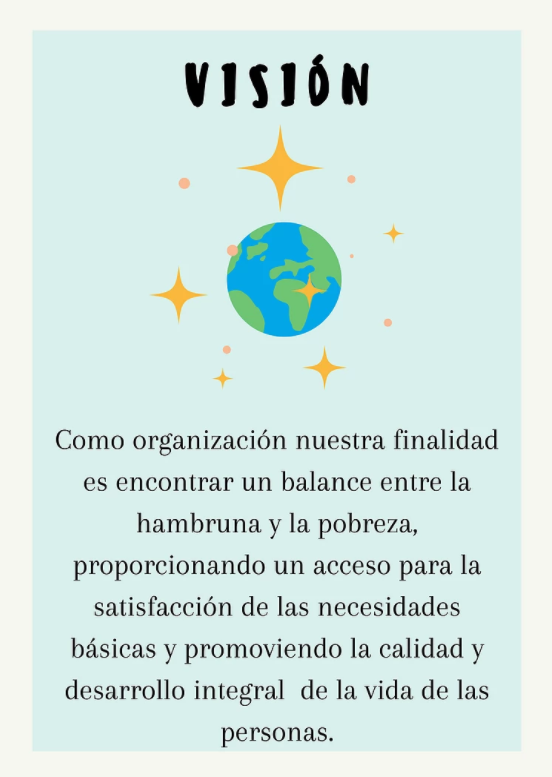 VISIÓN
Como organización nuestra finalidad
es encontrar un balance entre la
hambruna y la pobreza,
proporcionando un acceso para la
satisfacción de las necesidades
básicas y promoviendo la calidad y
desarrollo integral  de la vida de las
personas.